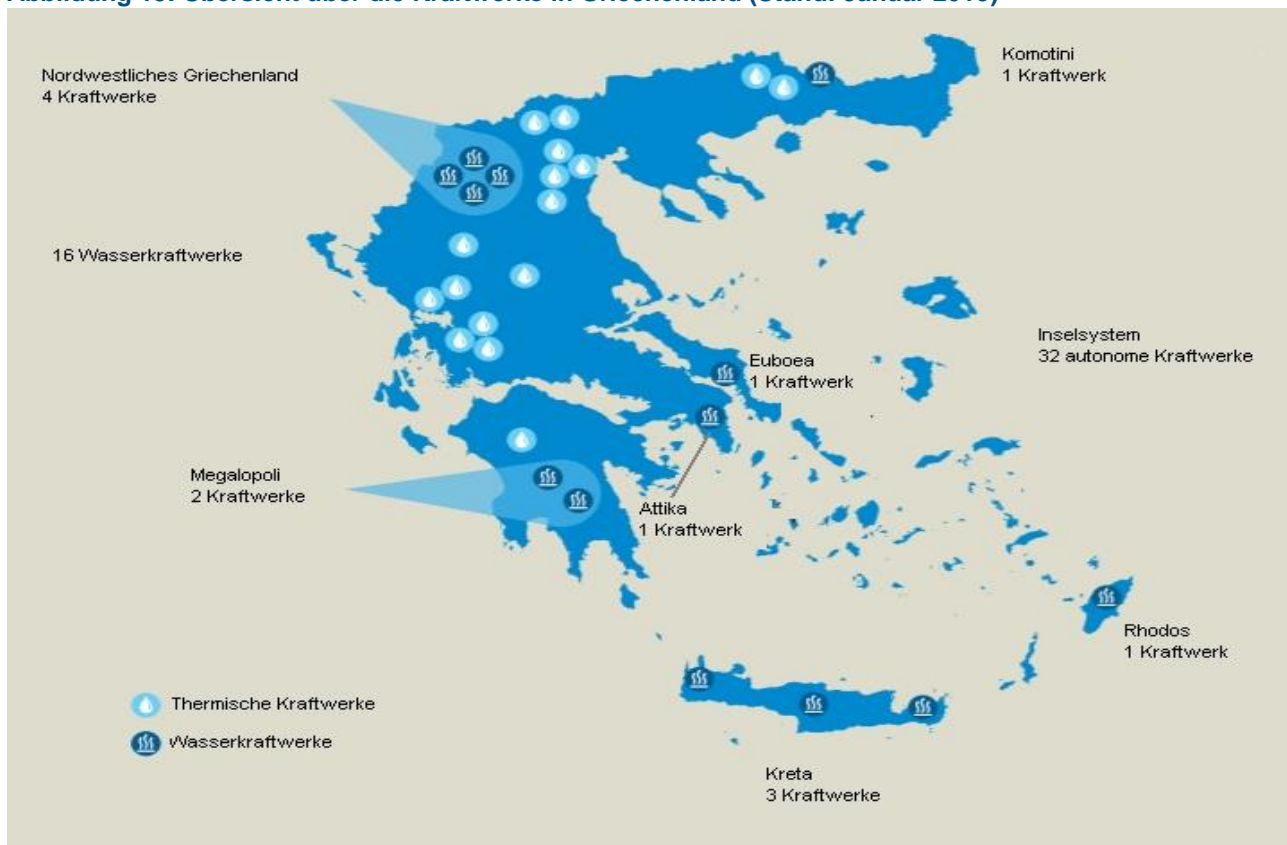 Nordwestliches Griechenland
4 Kraftwerke
Komotini
1 Kraftwerk
16 Wasserkraftwerke
Inselsystem
32 autonome Kraftwerke
Euboea
1 Kraftwerk
Megalopoli
2 Kraftwerke
Attika
1 Kraftwerk
Rhodos
1 Kraftwerk
Thermische Kraftwerke
Wasserkraftwerke
Kreta
3 Kraftwerke